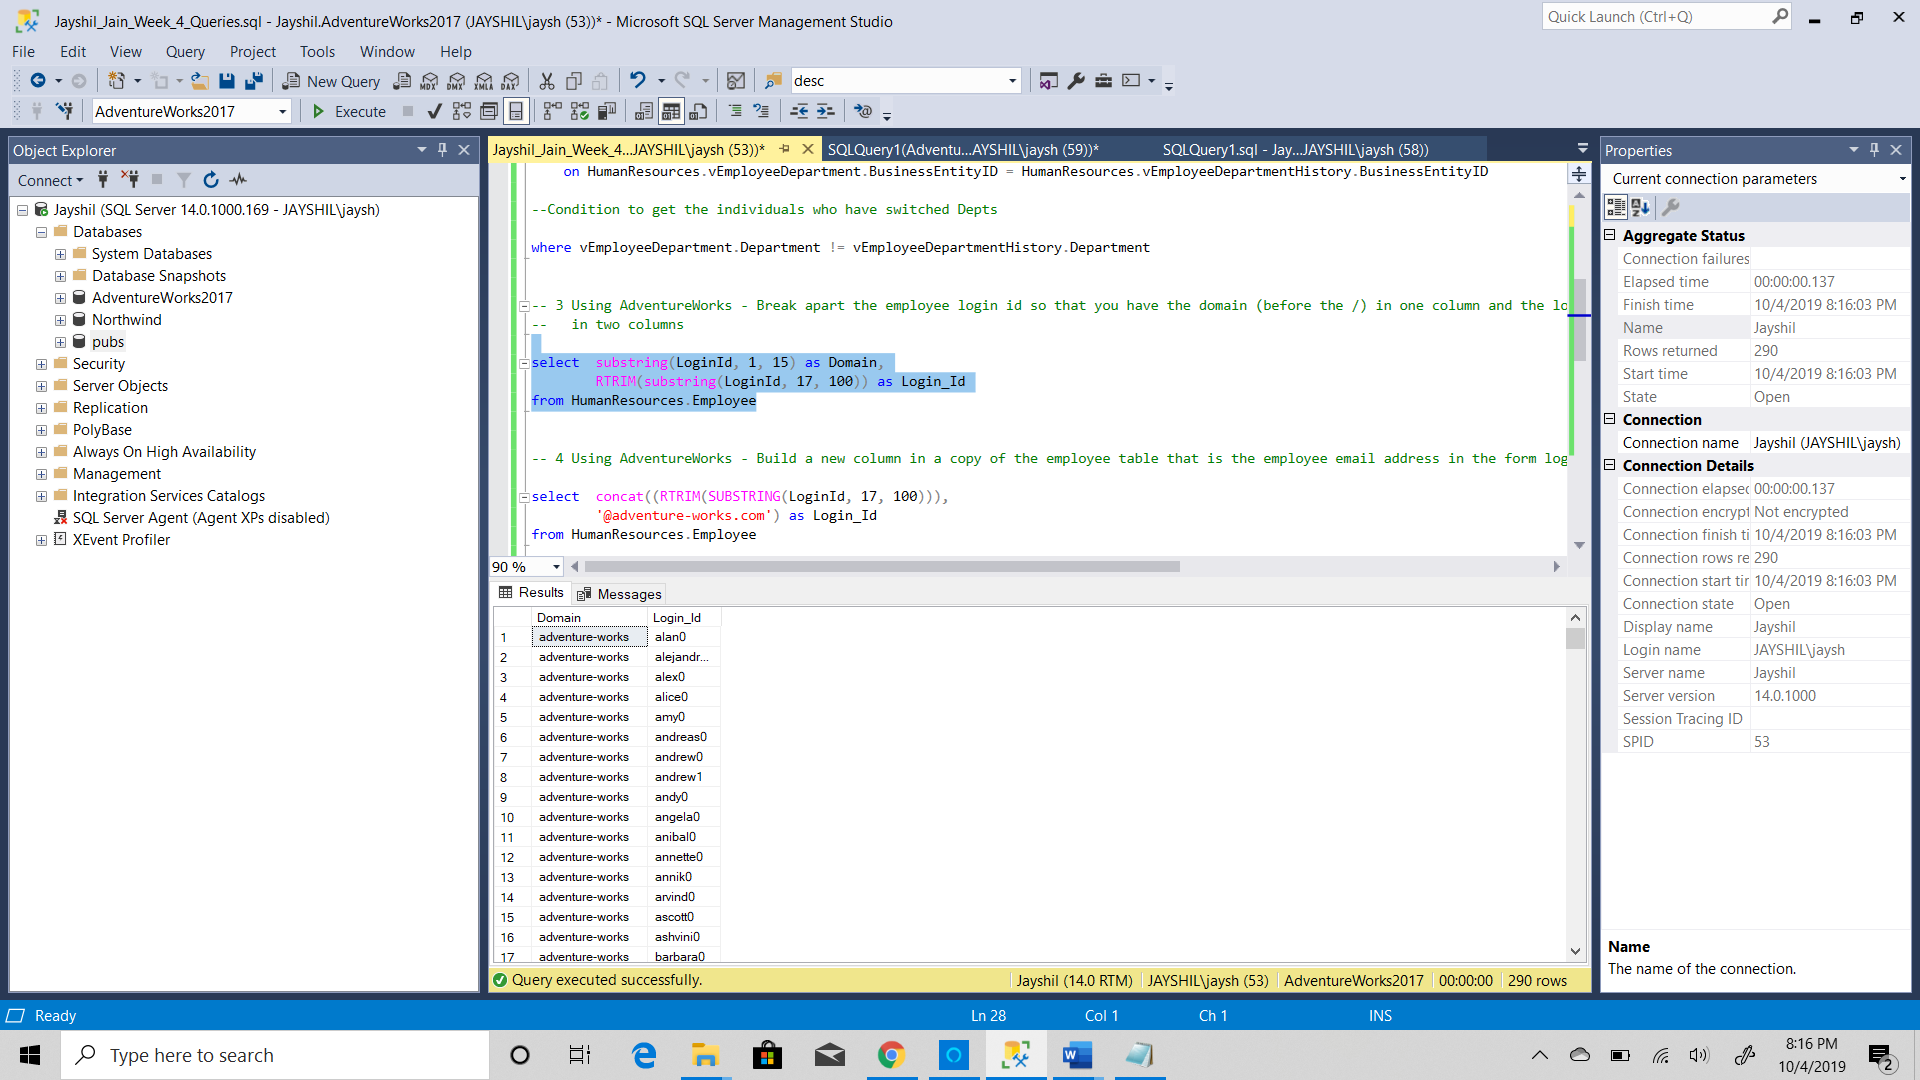 Jayshil_Jain_Week_4_Queries.sql - Jayshil.AdventureWorks2017 (JAYSHIL\jaysh (53))* - Microsoft SQL Server Management Studio
Quick Launch (Ctrl+Q)
File Edit View Query Project Tools Window Help
New Query MDX DMX XMLA DAX desc
AdventureWorks2017 Execute
Object Explorer
Connect
Jayshil (SQL Server 14.0.1000.169 - JAYSHIL\jaysh)
Databases
System Databases
Database Snapshots
AdventureWorks2017
Northwind
pubs
Security
Server Objects
Replication
PolyBase
Always On High Availability
Management
Integration Services Catalogs
SQL Server Agent (Agent XPs disabled)
XEvent Profiler
Jayshil_Jain_Week_4...JAYSHIL\jaysh (53))* SQLQuery1(Adventu...AYSHIL\jaysh (59))* SQLQuery1.sql - Jay...JAYSHIL\jaysh (58))
on HumanResources.vEmployeeDepartment.BusinessEntityID = HumanResources.vEmployeeDepartmentHistory.BusinessEntityID
--Condition to get the individuals who have switched Depts
where vEmployeeDepartment.Department != vEmployeeDepartmentHistory.Department
-- 3 Using AdventureWorks - Break apart the employee login id so that you have the domain (before the /) in one column and the lo
-- in two columns
select substring(LoginId, 1, 15) as Domain,
RTRIM(substring(LoginId, 17, 100)) as Login_Id
from HumanResources.Employee
-- 4 Using AdventureWorks - Build a new column in a copy of the employee table that is the employee email address in the form log
select concat((RTRIM(SUBSTRING(LoginId, 17, 100))),
'@adventure-works.com') as Login_Id
from HumanResources.Employee
90 %
Results Messages
Domain Login_Id
1 adventure-works alan0
2 adventure-works alejandr...
3 adventure-works alex0
4 adventure-works alice0
5 adventure-works amy0
6 adventure-works andreas0
7 adventure-works andrew0
8 adventure-works andrew1
9 adventure-works andy0
10 adventure-works angela0
11 adventure-works anibal0
12 adventure-works annette0
13 adventure-works annik0
14 adventure-works arvind0
15 adventure-works ascott0
16 adventure-works ashvini0
17 adventure-works barbara0
Query executed successfully. Jayshil (14.0 RTM) JAYSHIL\jaysh (53) AdventureWorks2017 00:00:00 290 rows
Properties
Current connection parameters
Aggregate Status
Connection failures
Elapsed time 00:00:00.137
Finish time 10/4/2019 8:16:03 PM
Name Jayshil
Rows returned 290
Start time 10/4/2019 8:16:03 PM
State Open
Connection
Connection name Jayshil (JAYSHIL\jaysh)
Connection Details
Connection elapsec 00:00:00.137
Connection encrypt Not encrypted
Connection finish ti 10/4/2019 8:16:03 PM
Connection rows re 290
Connection start tir 10/4/2019 8:16:03 PM
Connection state Open
Display name Jayshil
Login name JAYSHIL\jaysh
Server name Jayshil
Server version 14.0.1000
Session Tracing ID
SPID 53
Name
The name of the connection.
Ready Ln 28 Col 1 Ch 1 INS
Type here to search
8:16 PM
10/4/2019
2